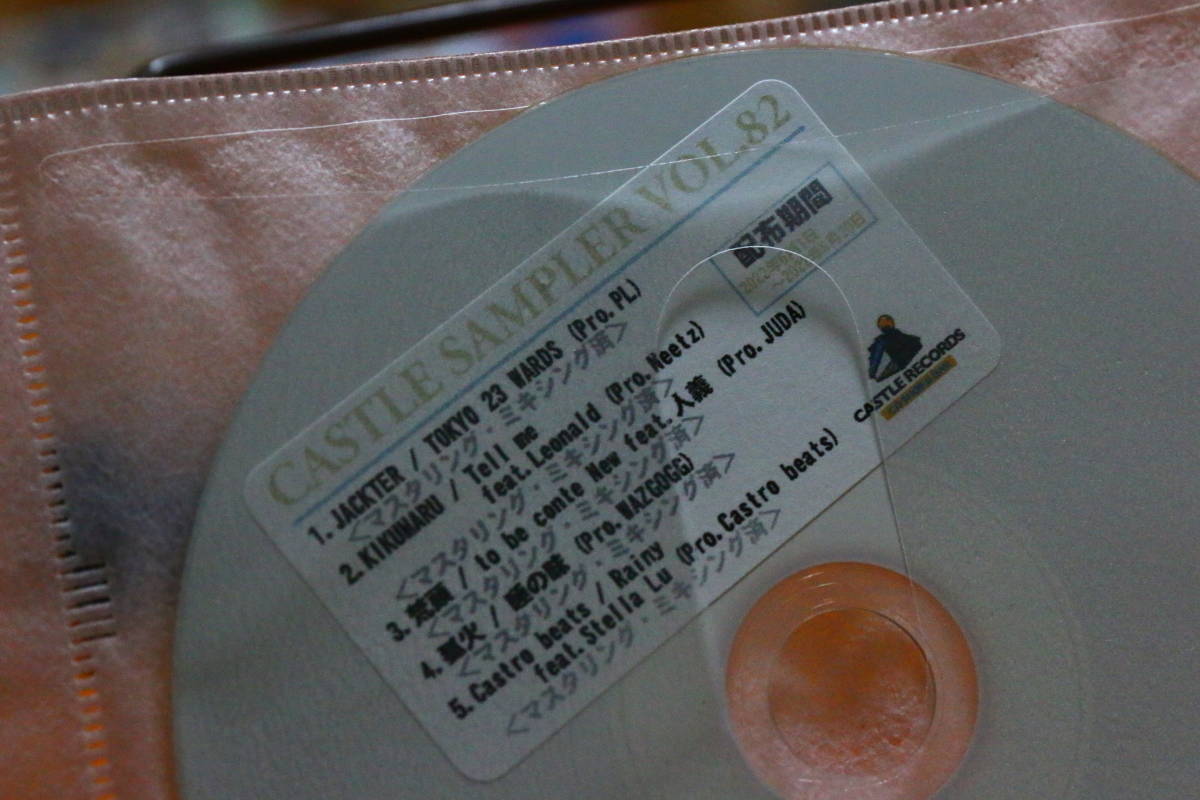 CASTLE SAMPLER VOL.82
配布期間
1. JACKTER / TOKYO 23 WARDS (Pro. PL)
<マスタリング・ミキシング済>
2. KIKUMARU / Tell me
feat. Leonald (Pro. Neetz)
<マスタリング・ミキシング済>
3. / to be conte New feat. 人義 (Pro. JUDA)
<マスタリング・ミキシング済>
4. 火 / の味 (Pro. WAZGOGG)
<マスタリング・ミキシング済>
5. Castro beats / Rainy
feat. Stella Lu (Pro. Castro beats)
<マスタリング・ミキシング済>
CASTLE RECORDS